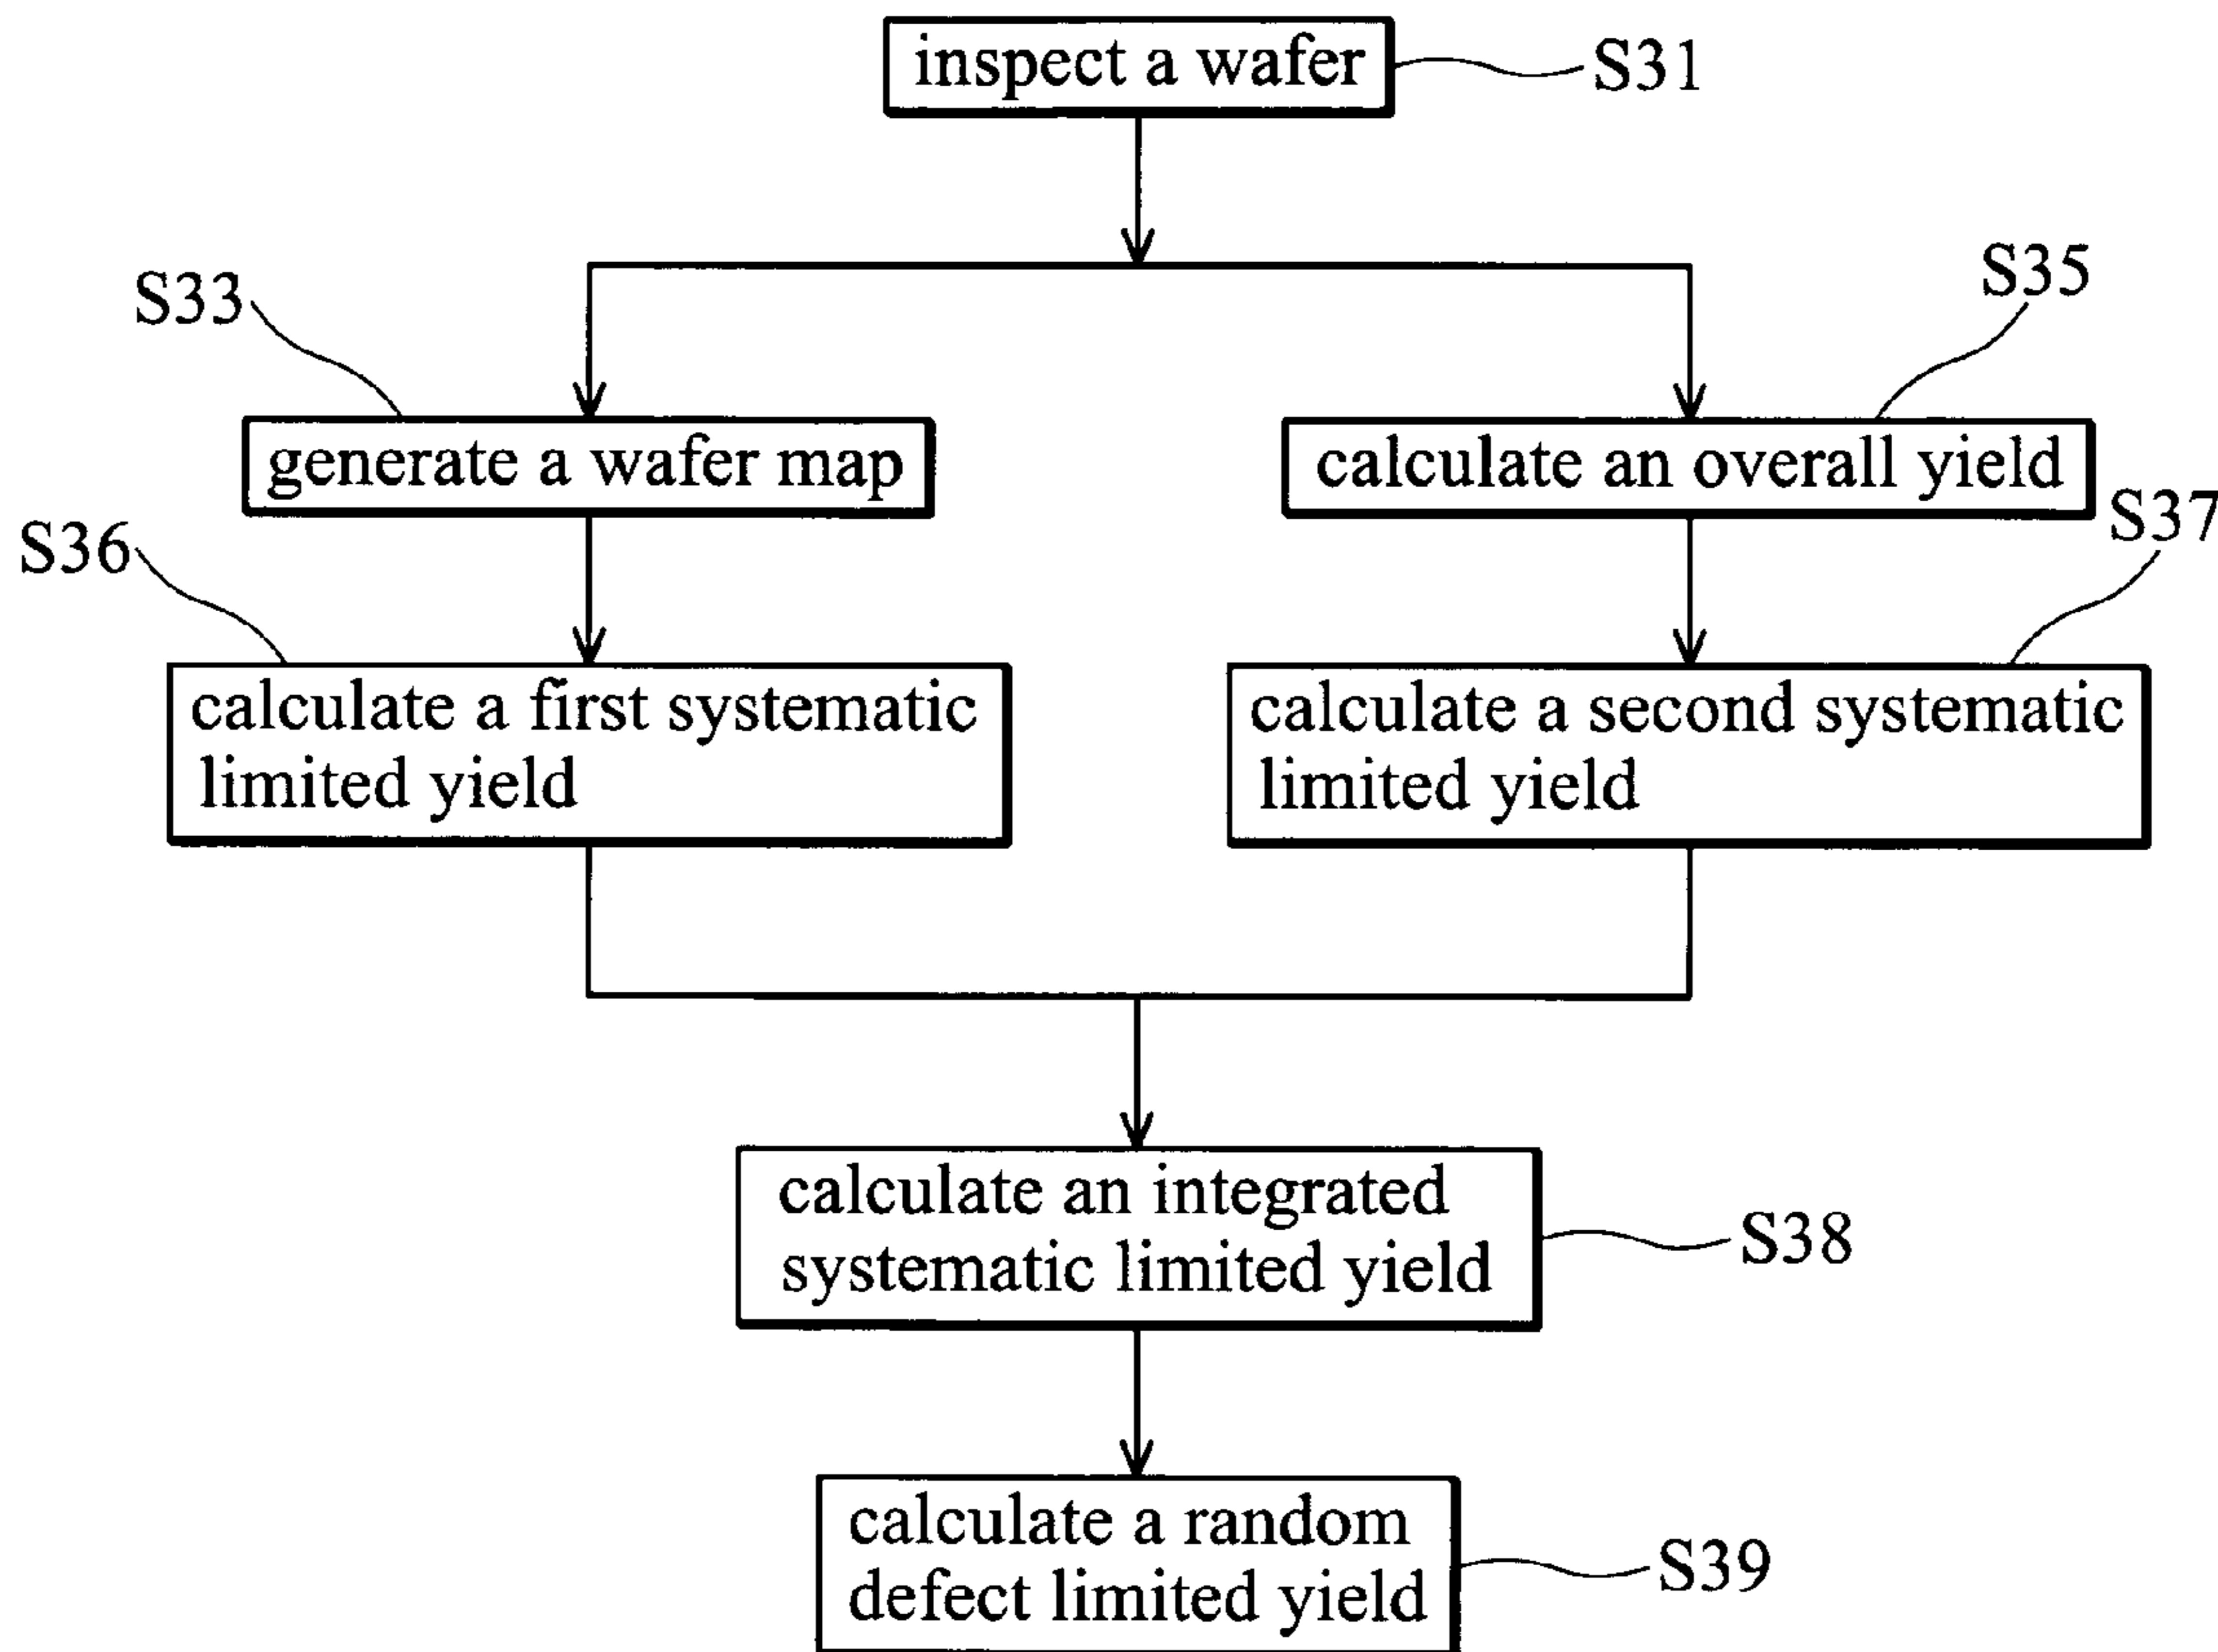 inspect a wafer
S31
S33
S35
generate a wafer map
calculate an overall yield
S36
S37
calculate a first systematic
limited yield
calculate a second systematic
limited yield
calculate an integrated
systematic limited yield
S38
calculate a random
defect limited yield
S39